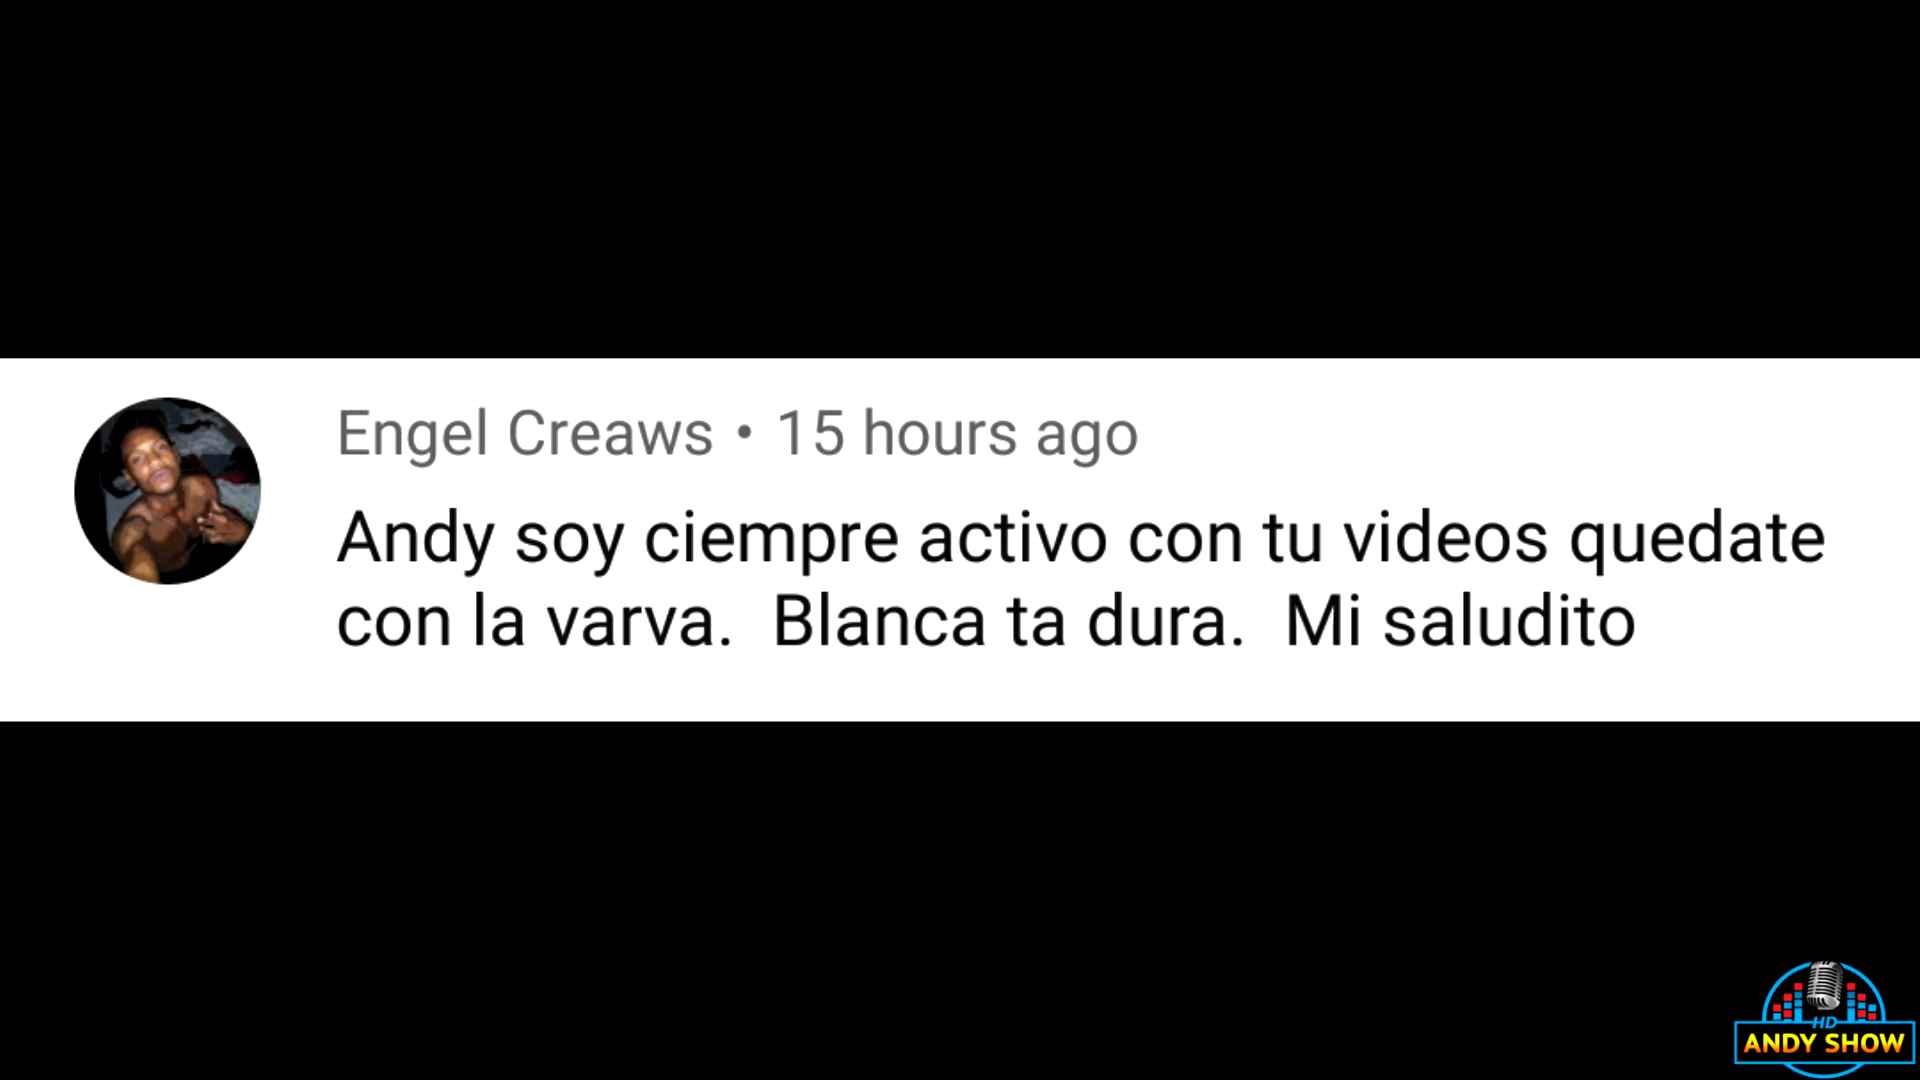 Engel Creaws • 15 hours ago
Andy soy ciempre activo con tu videos quedate
con la varva.  Blanca ta dura.  Mi saludito
HD
ANDY SHOW